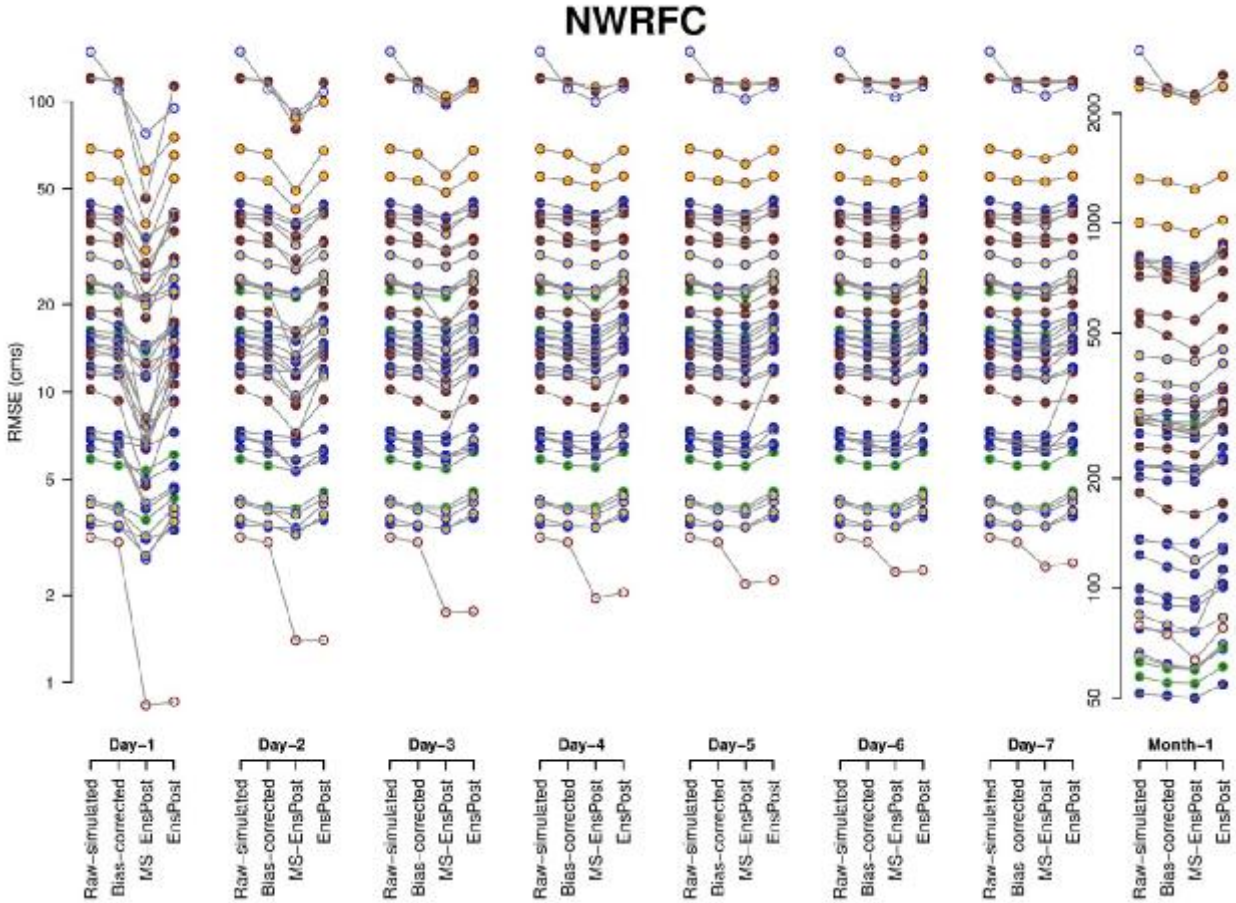 NWRFC
RMSE (cms)
100
50
20
10
5
2
1
2000
1000
500
200
100
50
Day-1
Day-2
Day-3
Day-4
Day-5
Day-6
Day-7
Month-1
Raw-simulated
Bias-corrected
MS-EnsPost
EnsPost
Raw-simulated
Bias-corrected
MS-EnsPost
EnsPost
Raw-simulated
Bias-corrected
MS-EnsPost
EnsPost
Raw-simulated
Bias-corrected
MS-EnsPost
EnsPost
Raw-simulated
Bias-corrected
MS-EnsPost
EnsPost
Raw-simulated
Bias-corrected
MS-EnsPost
EnsPost
Raw-simulated
Bias-corrected
MS-EnsPost
EnsPost
Raw-simulated
Bias-corrected
MS-EnsPost
EnsPost